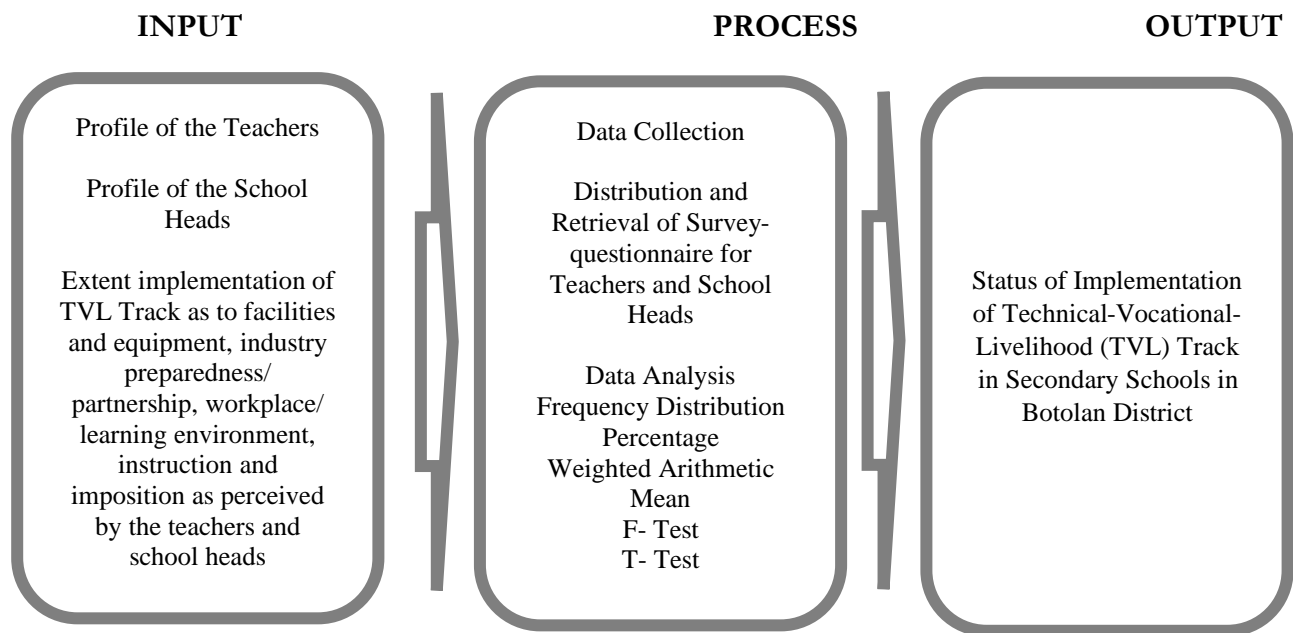 INPUT
PROCESS
OUTPUT
Profile of the Teachers
Profile of the School
Heads
Extent implementation of
TVL Track as to facilities
and equipment, industry
preparedness/
partnership, workplace/
learning environment,
instruction and
imposition as perceived
by the teachers and
school heads
Data Collection
Distribution and
Retrieval of Survey-
questionnaire for
Teachers and School
Heads
Data Analysis
Frequency Distribution
Percentage
Weighted Arithmetic
Mean
F- Test
T- Test
Status of Implementation
of Technical-Vocational-
Livelihood (TVL) Track
in Secondary Schools in
Botolan District